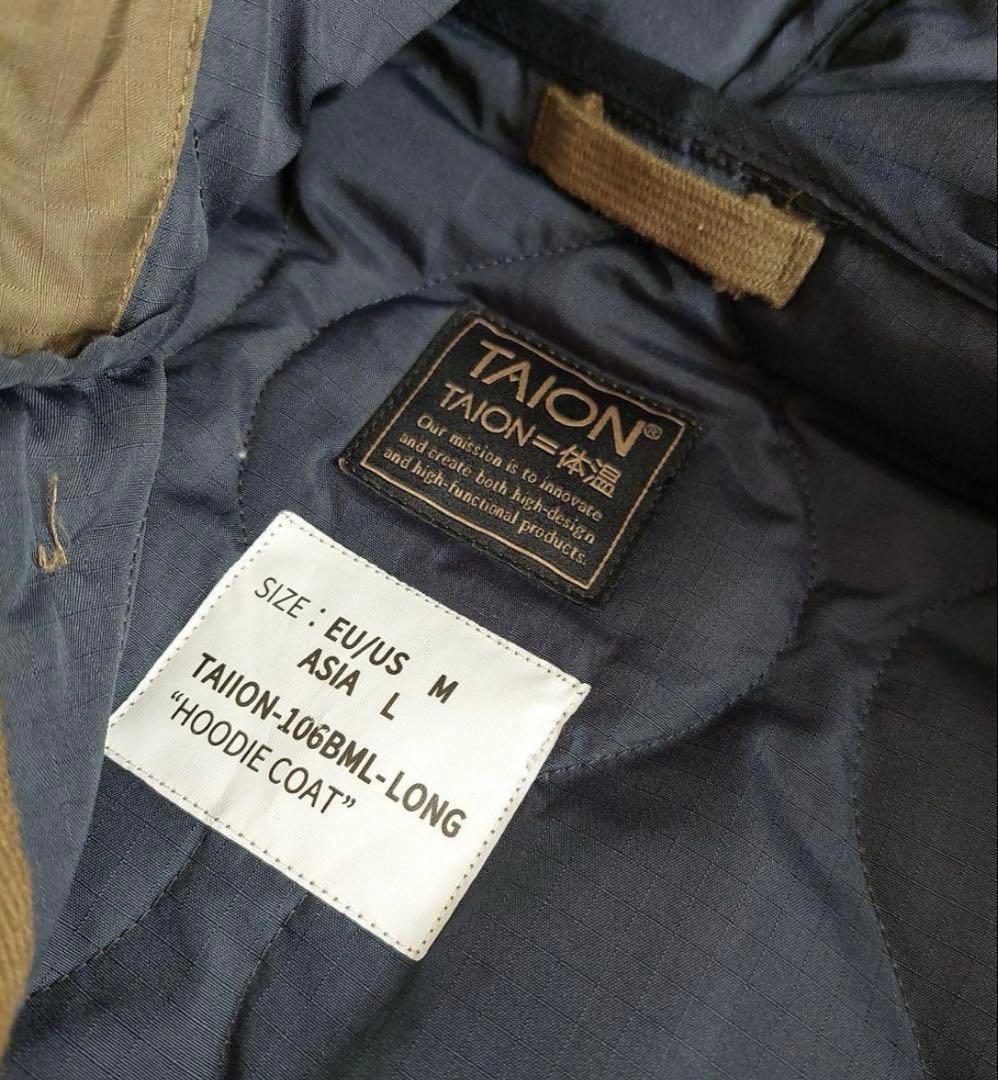 TAION®
TAION=体温
Our mission is to innovate
and create both high-design
and high-functional products.
SIZE : EU/US M
ASIA L
TAIION-106BML-LONG
“HOODIE COAT”